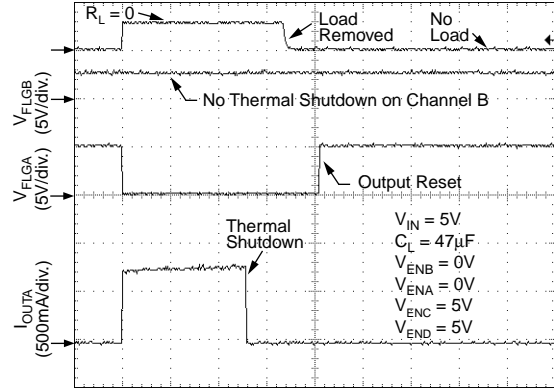 R_L = 0
Load
Removed
No
Load
V_FLGB
(5V/div.)
No Thermal Shutdown on Channel B
V_FLGA
(5V/div.)
Output Reset
Thermal
Shutdown
V_IN = 5V
C_L = 47µF
V_ENB = 0V
V_ENA = 0V
V_ENC = 5V
V_END = 5V
I_OUTA
(500mA/div.)